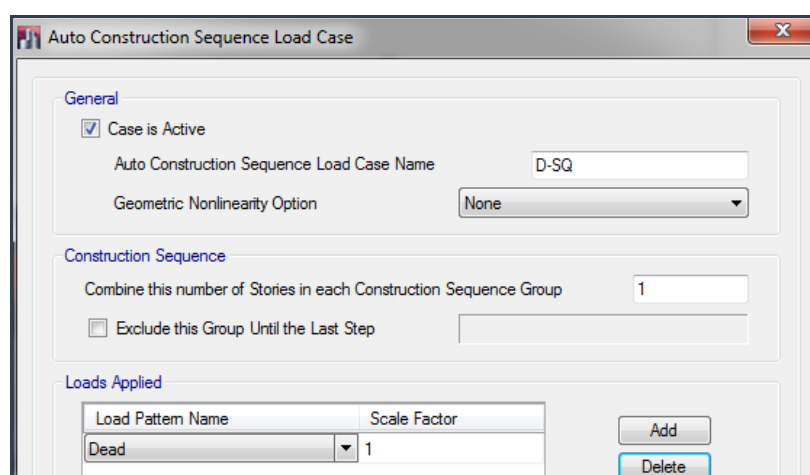 Auto Construction Sequence Load Case
General
Case is Active
Auto Construction Sequence Load Case Name D-SQ
Geometric Nonlinearity Option None
Construction Sequence
Combine this number of Stories in each Construction Sequence Group 1
Exclude this Group Until the Last Step
Loads Applied
Load Pattern Name Scale Factor
Dead 1
Add
Delete